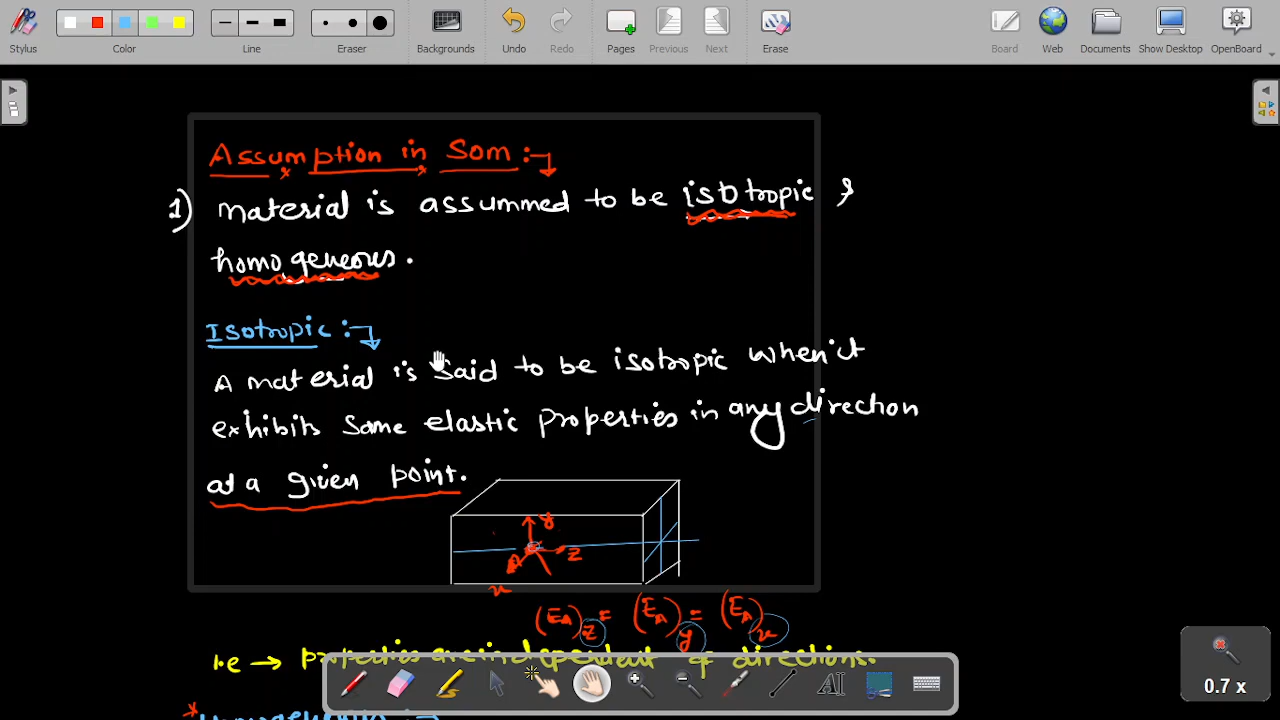 Stylus Color Line Eraser Backgrounds Undo Redo Pages Previous Next Erase Board Web Documents Show Desktop OpenBoard
Assumption in Som :-
1) material is assummed to be isotropic &
homogeneous.
Isotropic :-
A material is said to be isotropic when it
exhibits same elastic properties in any direction
at a given point.
y
z
x
(EA)z = (EA)y = (EA)x
i.e → properties are independent of directions.
0.7 x